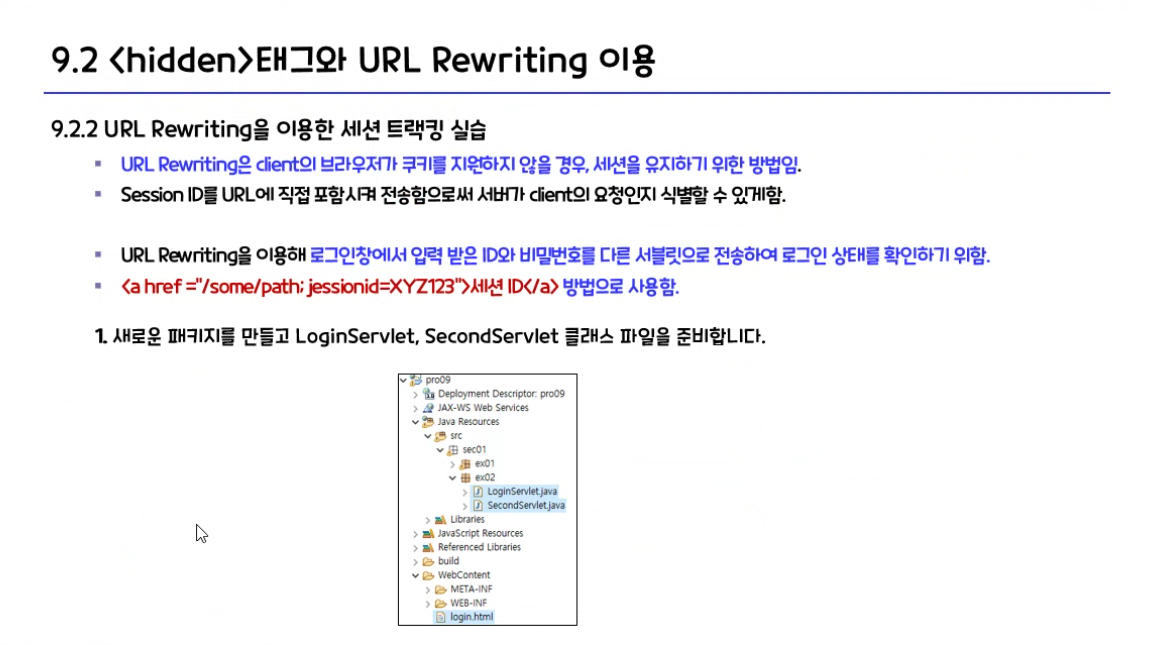 9.2 <hidden>태그와 URL Rewriting 이용
9.2.2 URL Rewriting을 이용한 세션 트랙킹 실습
URL Rewriting은 client의 브라우저가 쿠키를 지원하지 않을 경우, 세션을 유지하기 위한 방법임.
Session ID를 URL에 직접 포함시켜 전송함으로써 서버가 client의 요청인지 식별할 수 있게함.
URL Rewriting을 이용해 로그인창에서 입력 받은 ID와 비밀번호를 다른 서블릿으로 전송하여 로그인 상태를 확인하기 위함.
<a href ="/some/path; jessionid=XYZ123">세션 ID</a> 방법으로 사용함.
1. 새로운 패키지를 만들고 LoginServlet, SecondServlet 클래스 파일을 준비합니다.
pro09
Deployment Descriptor: pro09
JAX-WS Web Services
Java Resources
src
sec01
ex01
ex02
LoginServlet.java
SecondServlet.java
Libraries
JavaScript Resources
Referenced Libraries
build
WebContent
META-INF
WEB-INF
login.html